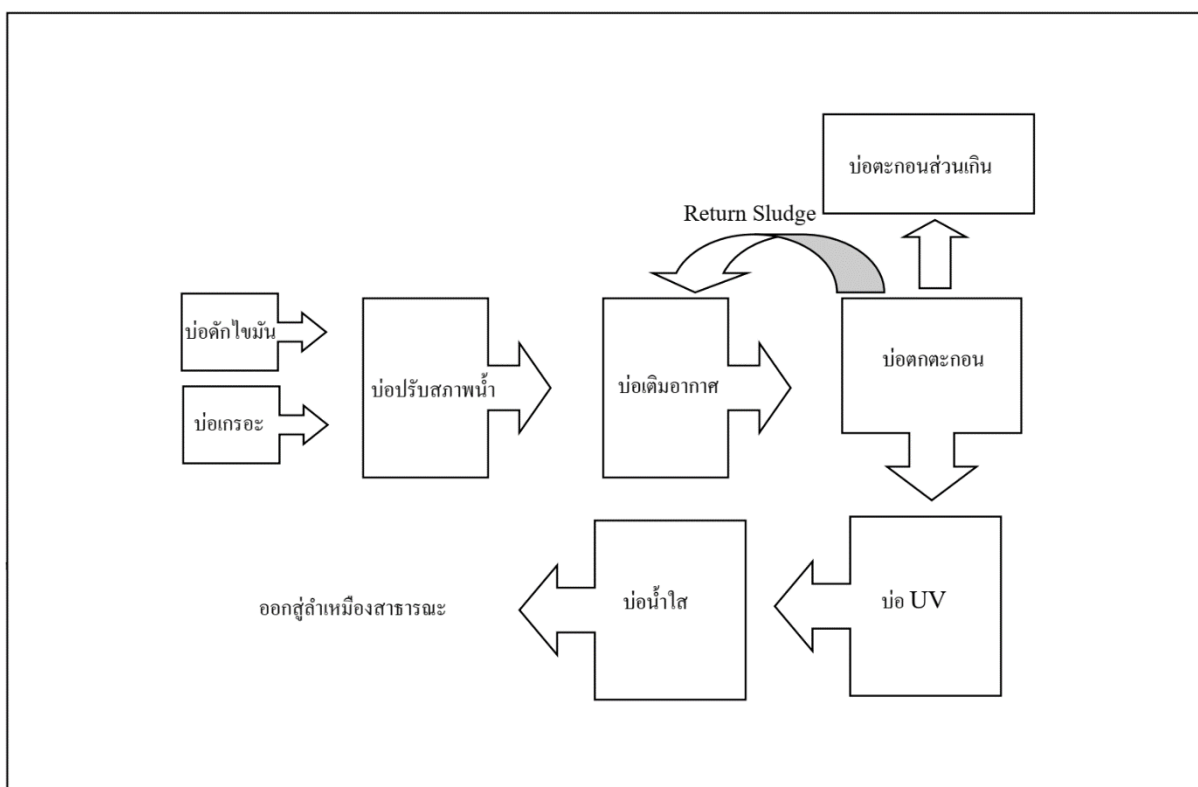 บ่อตะกอนส่วนเกิน
Return Sludge
บ่อดักไขมัน
บ่อปรับสภาพน้ำ
บ่อเติมอากาศ
บ่อตกตะกอน
บ่อเกรอะ
ออกสู่ลำเหมืองสาธารณะ
บ่อน้ำใส
บ่อ UV